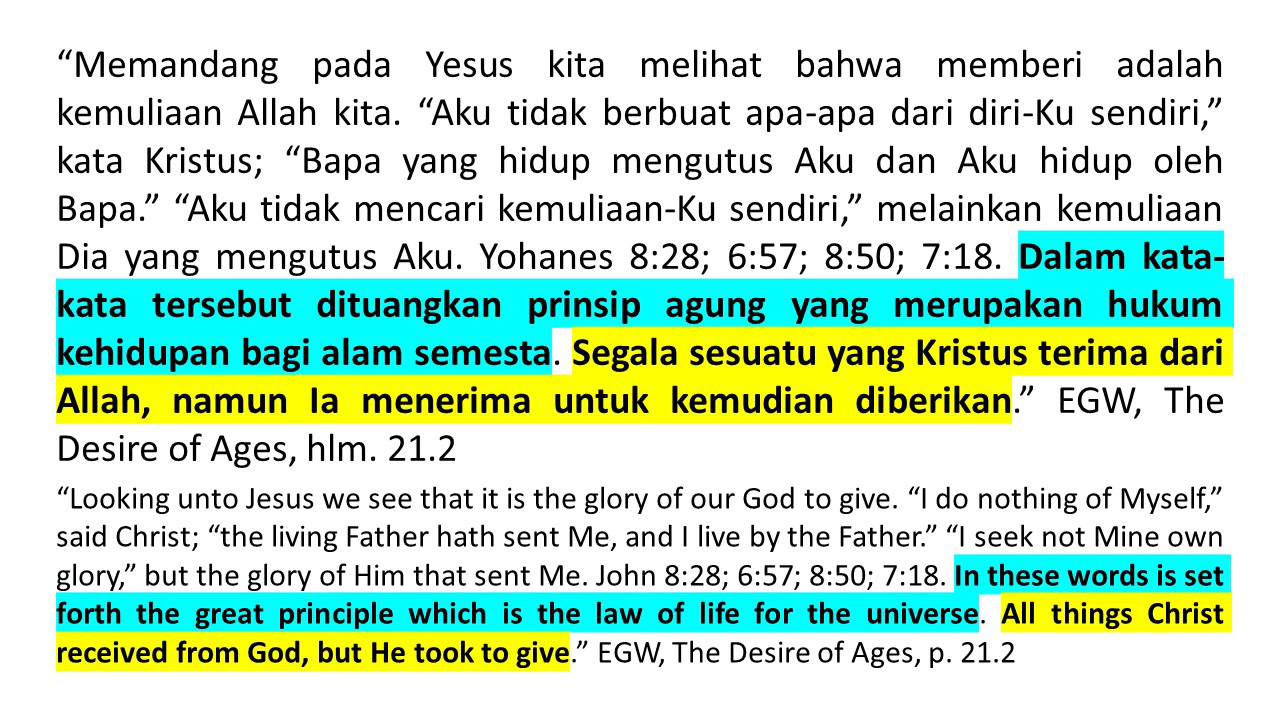 “Memandang pada Yesus kita melihat bahwa memberi adalah
kemuliaan Allah kita. “Aku tidak berbuat apa-apa dari diri-Ku sendiri,”
kata Kristus; “Bapa yang hidup mengutus Aku dan Aku hidup oleh
Bapa.” “Aku tidak mencari kemuliaan-Ku sendiri,” melainkan kemuliaan
Dia yang mengutus Aku. Yohanes 8:28; 6:57; 8:50; 7:18. Dalam kata-
kata tersebut dituangkan prinsip agung yang merupakan hukum
kehidupan bagi alam semesta. Segala sesuatu yang Kristus terima dari
Allah, namun Ia menerima untuk kemudian diberikan.” EGW, The
Desire of Ages, hlm. 21.2
“Looking unto Jesus we see that it is the glory of our God to give. “I do nothing of Myself,”
said Christ; “the living Father hath sent Me, and I live by the Father.” “I seek not Mine own
glory,” but the glory of Him that sent Me. John 8:28; 6:57; 8:50; 7:18. In these words is set
forth the great principle which is the law of life for the universe. All things Christ
received from God, but He took to give.” EGW, The Desire of Ages, p. 21.2